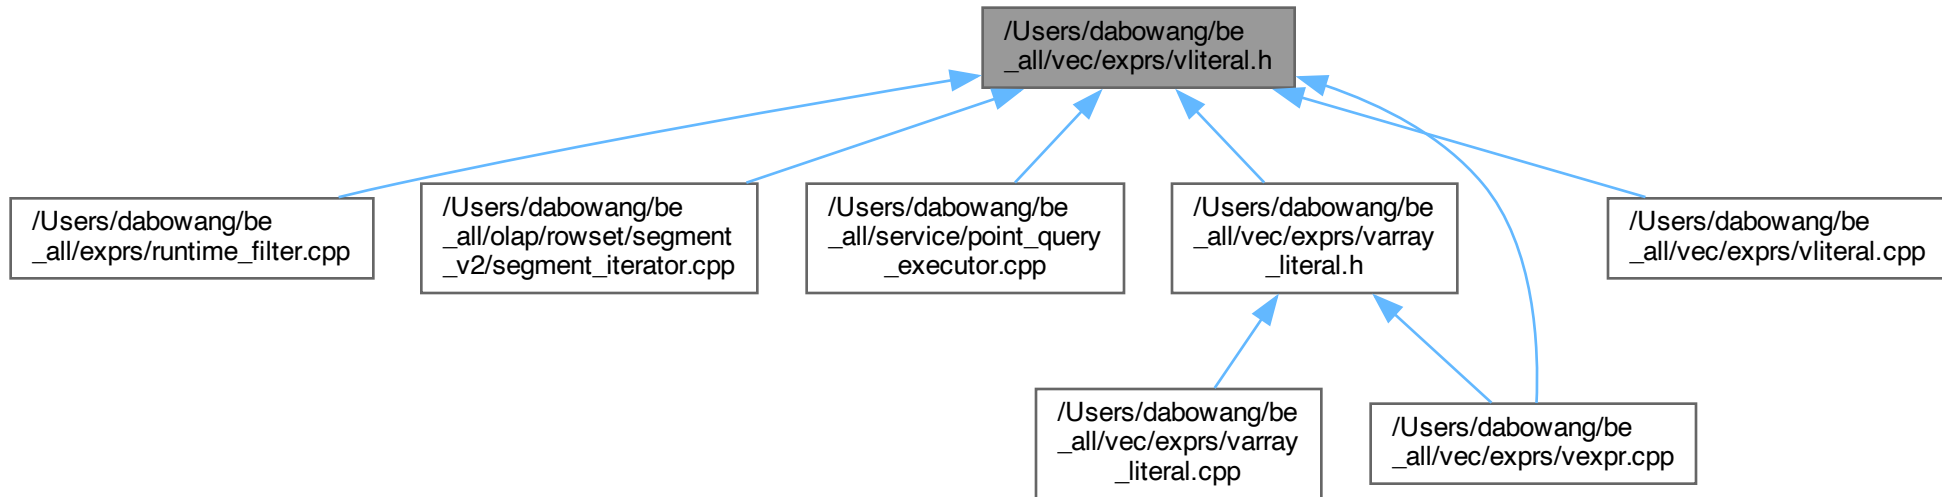 /Users/dabowang/be
_all/vec/exprs/vliteral.h
/Users/dabowang/be
_all/exprs/runtime_filter.cpp
/Users/dabowang/be
_all/olap/rowset/segment
_v2/segment_iterator.cpp
/Users/dabowang/be
_all/service/point_query
_executor.cpp
/Users/dabowang/be
_all/vec/exprs/varray
_literal.h
/Users/dabowang/be
_all/vec/exprs/vliteral.cpp
/Users/dabowang/be
_all/vec/exprs/varray
_literal.cpp
/Users/dabowang/be
_all/vec/exprs/vexpr.cpp